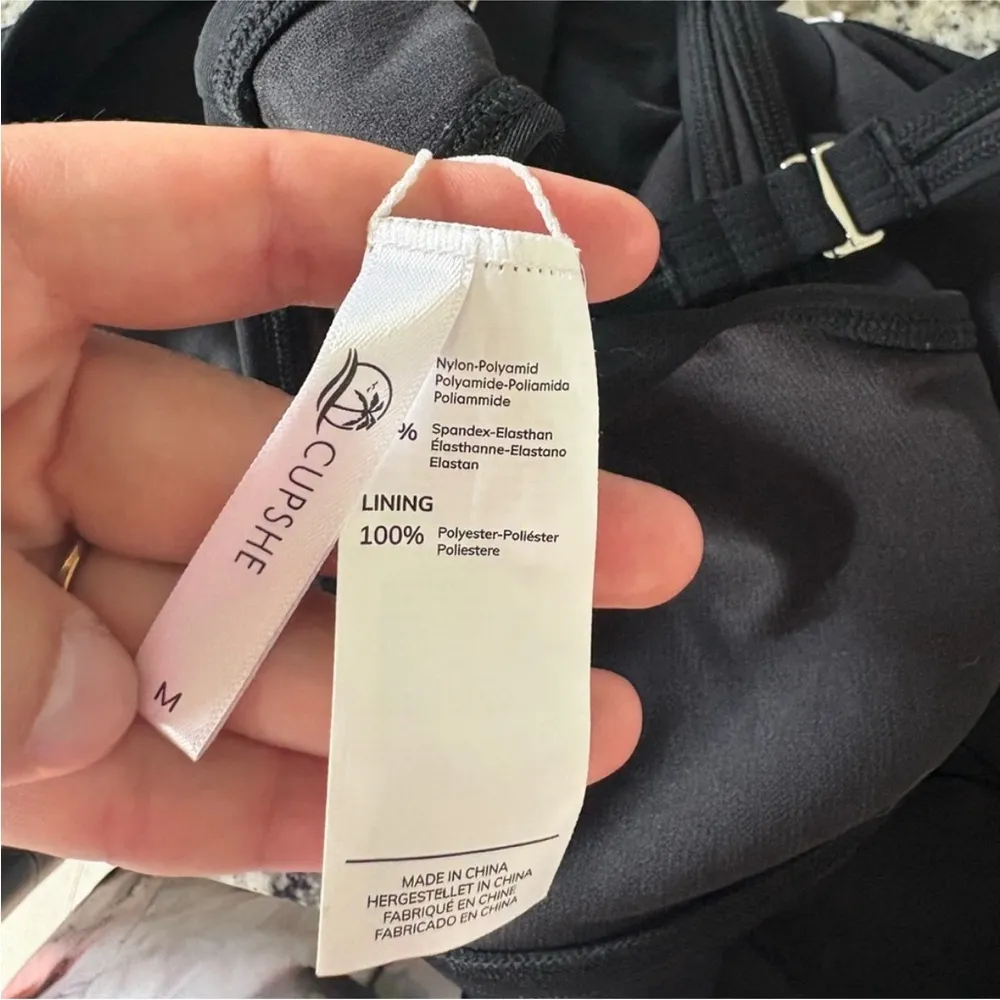 CUPSHE
M
Nylon-Polyamid
Polyamide-Poliamida
Poliammide
% Spandex-Elasthan
Élasthanne-Elastano
Elastan
LINING
100% Polyester-Poliéster
Poliestere
MADE IN CHINA
HERGESTELLET IN CHINA
FABRIQUÉ EN CHINE
FABRICADO EN CHINA